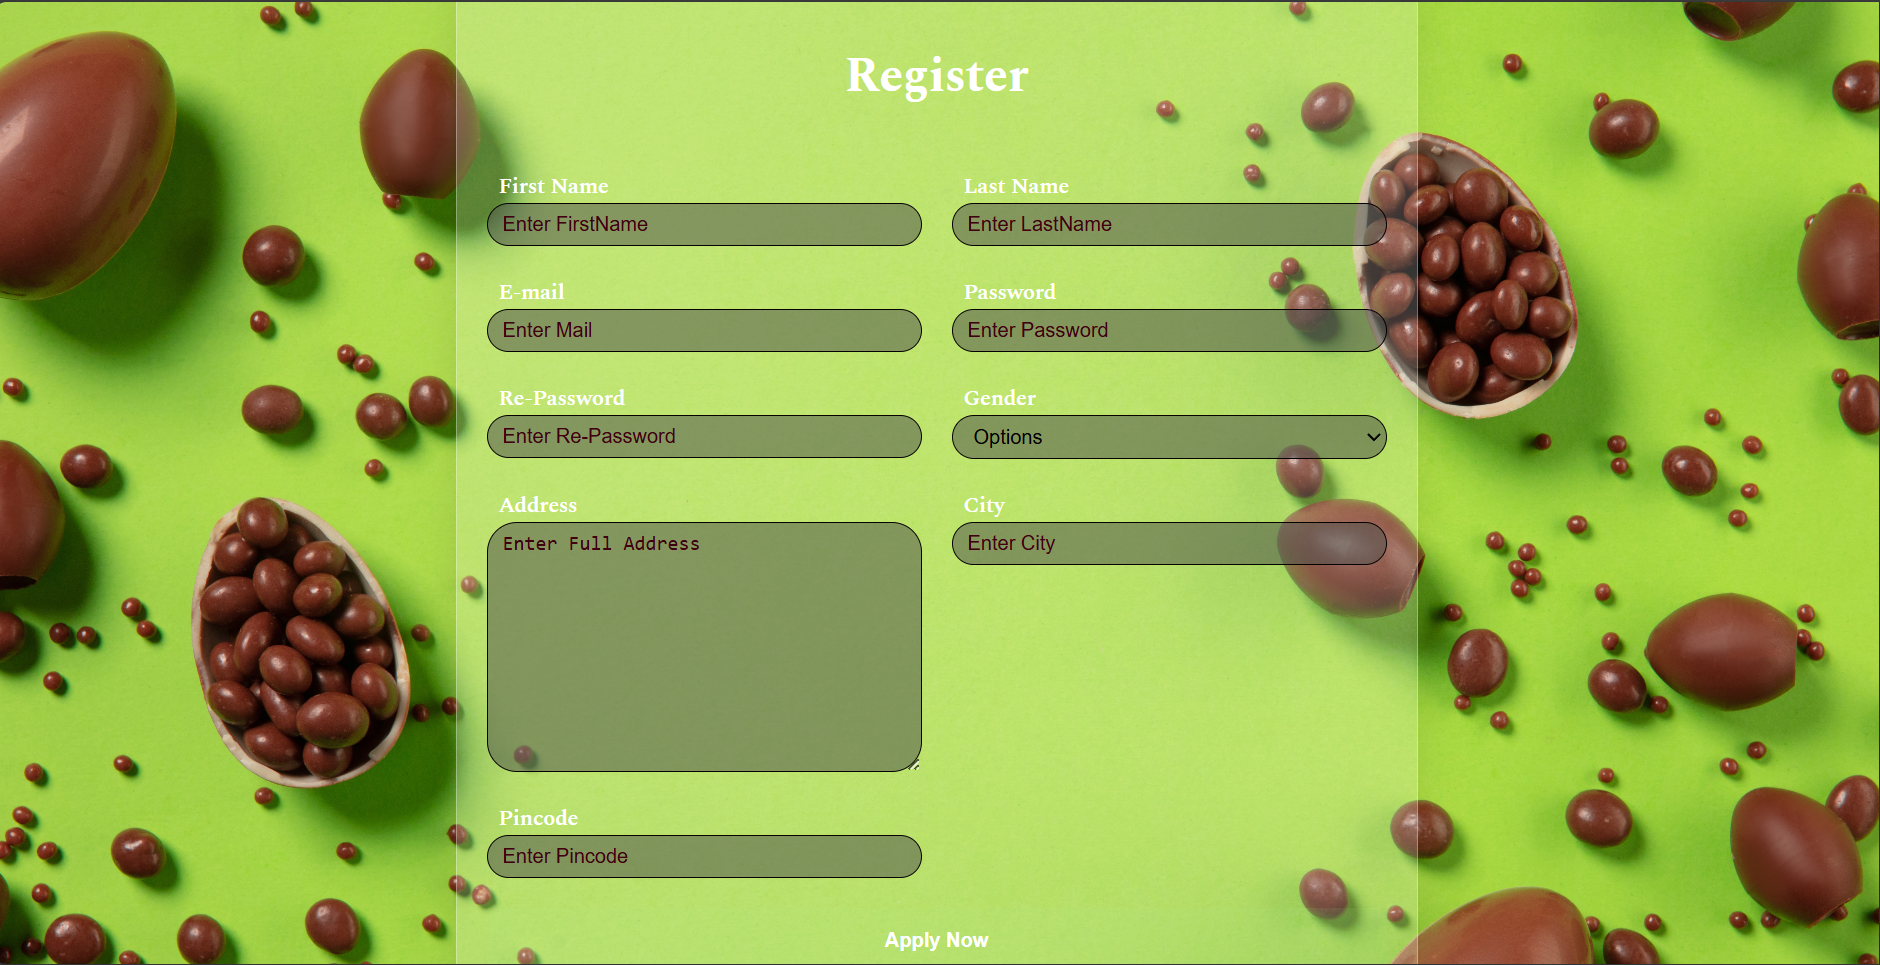 Register
First Name
Last Name
Enter FirstName
Enter LastName
E-mail
Password
Enter Mail
Enter Password
Re-Password
Gender
Enter Re-Password
Options
Address
City
Enter Full Address
Enter City
Pincode
Enter Pincode
Apply Now